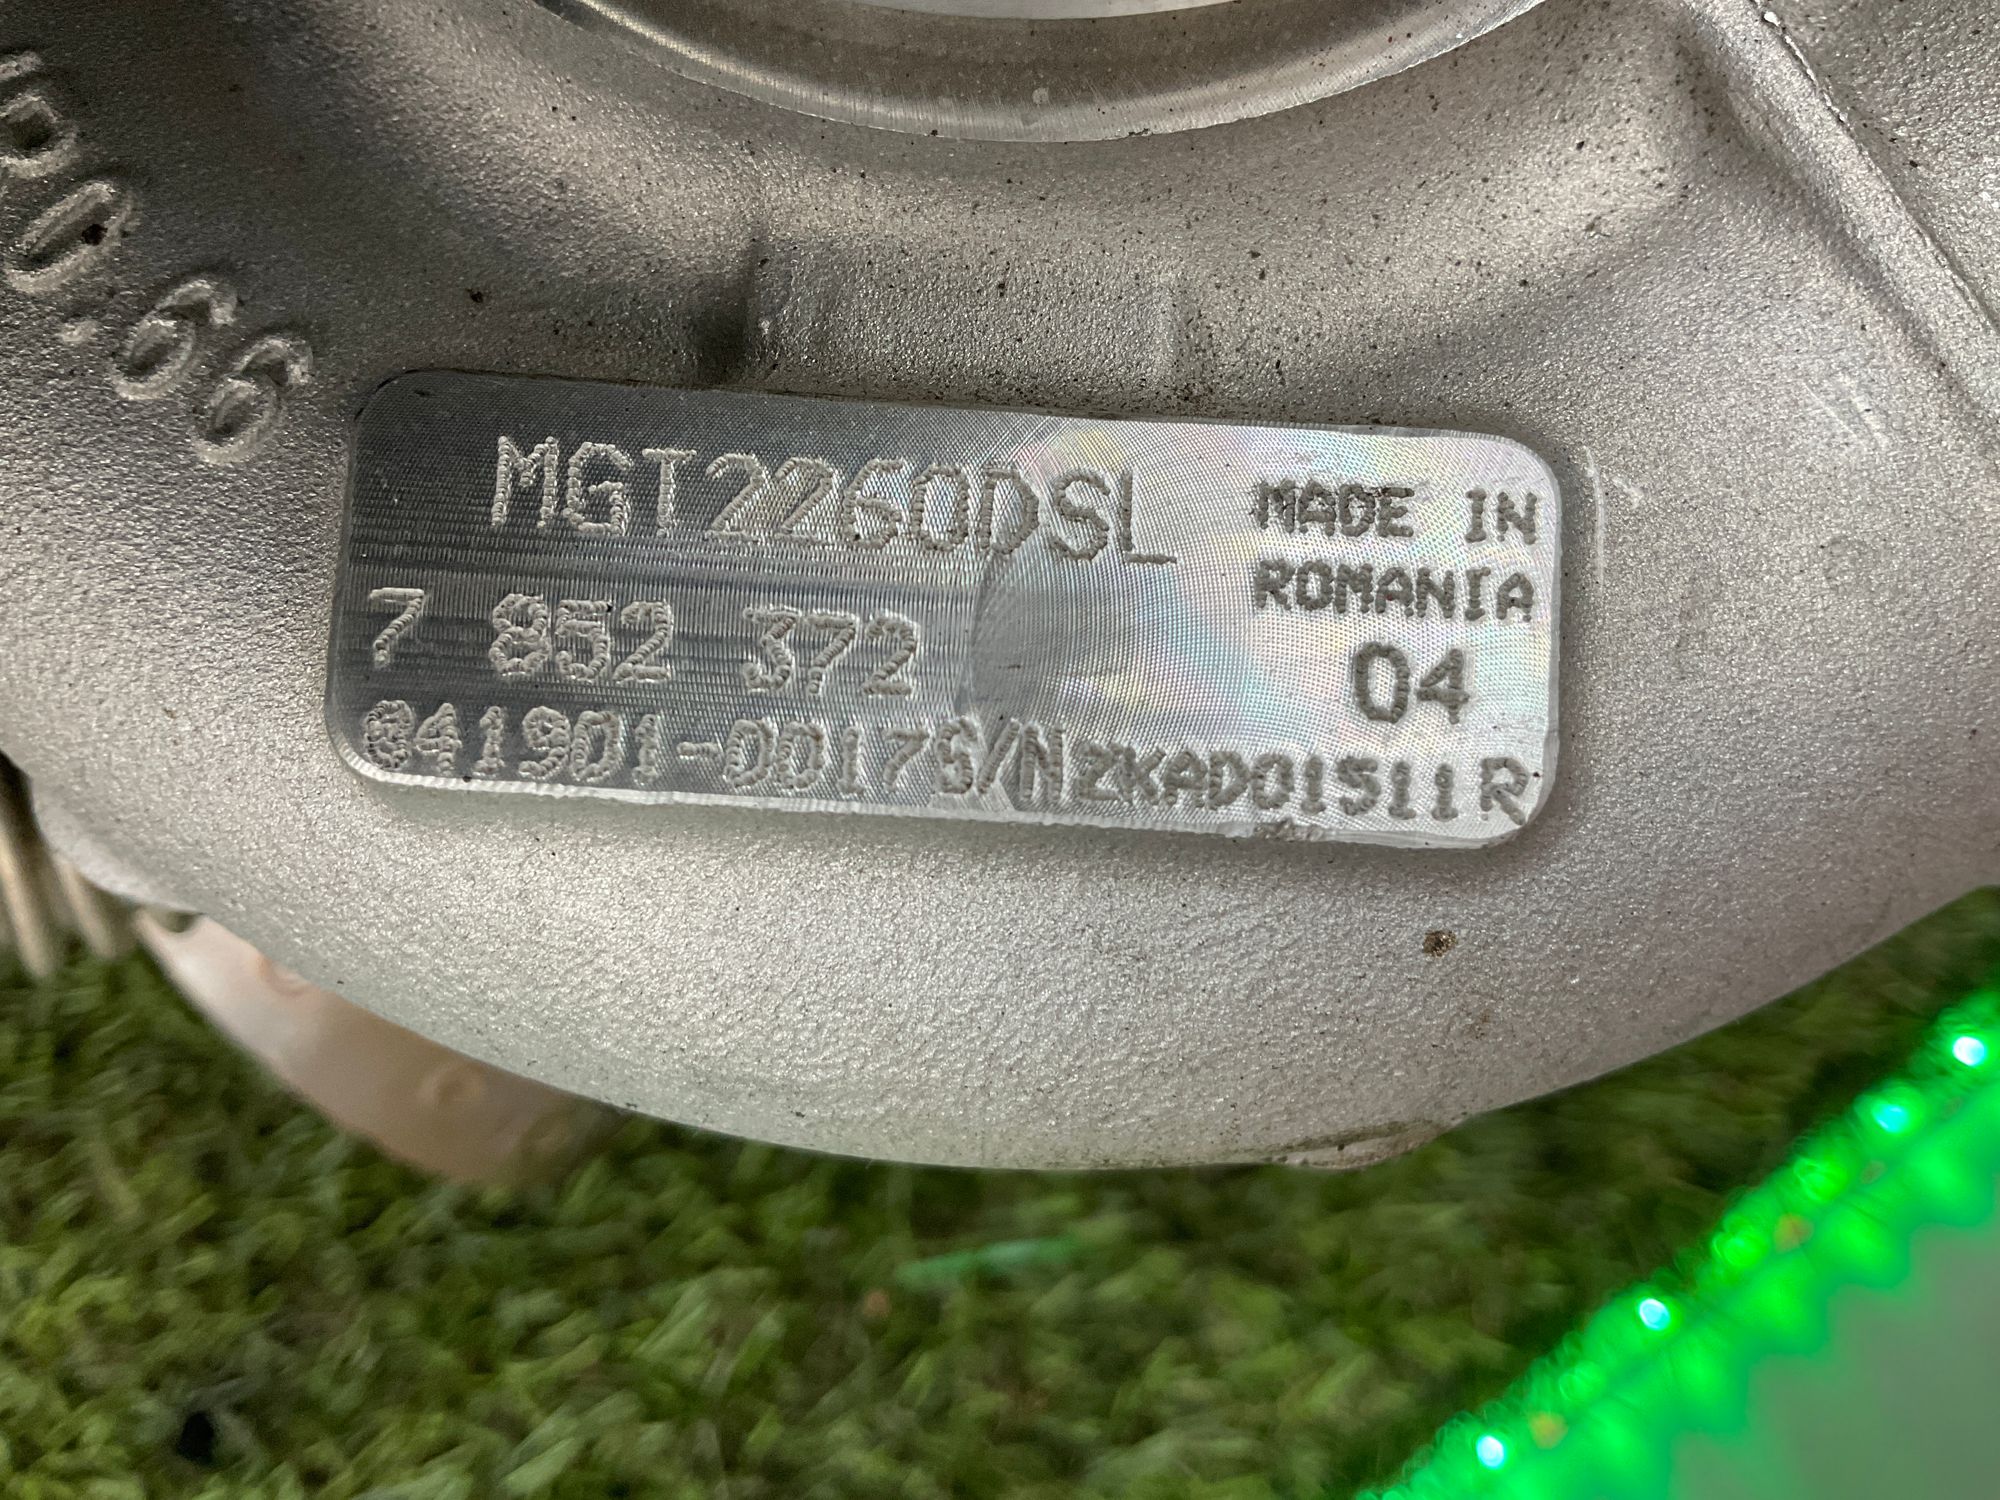 0.66
MGT2260DSL
MADE IN
ROMANIA
7 852 372
04
841901-0017S/N2KAD01511R